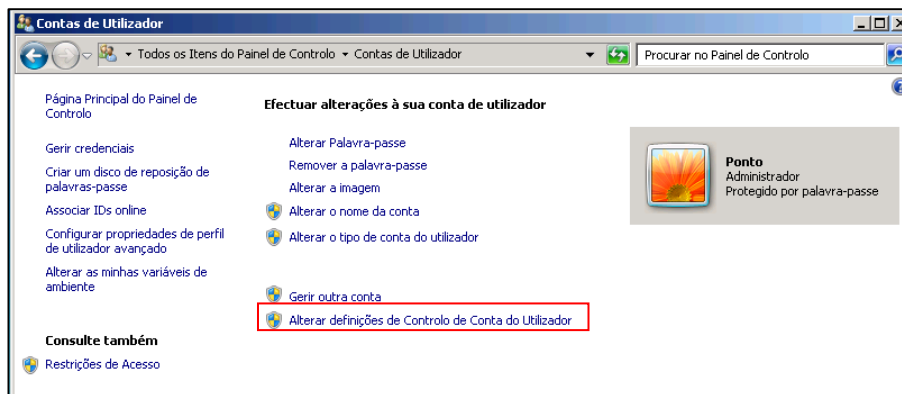 Contas de Utilizador
Todos os Itens do Painel de Controlo Contas de Utilizador
Procurar no Painel de Controlo
Página Principal do Painel de
Controlo
Gerir credenciais
Criar um disco de reposição de
palavras-passe
Associar IDs online
Configurar propriedades de perfil
de utilizador avançado
Alterar as minhas variáveis de
ambiente
Consulte também
Restrições de Acesso
Efectuar alterações à sua conta de utilizador
Alterar Palavra-passe
Remover a palavra-passe
Alterar a imagem
Alterar o nome da conta
Alterar o tipo de conta do utilizador
Gerir outra conta
Alterar definições de Controlo de Conta do Utilizador
Ponto
Administrador
Protegido por palavra-passe